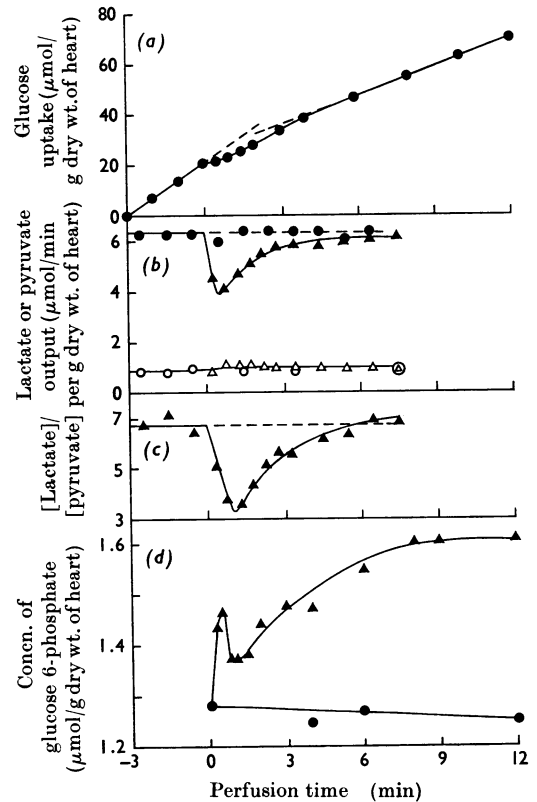 80
60
40
20
0
(a)
Glucose
uptake (μmol/
g dry wt. of heart)
6
4
2
0
(b)
Lactate or pyruvate
output (μmol/min
per g dry wt. of heart)
7
5
3
(c)
[Lactate]/
[pyruvate]
1.6
1.4
1.2
(d)
Concn. of
glucose 6-phosphate
(μmol/g dry wt. of heart)
−3 0 3 6 9 12
Perfusion time (min)